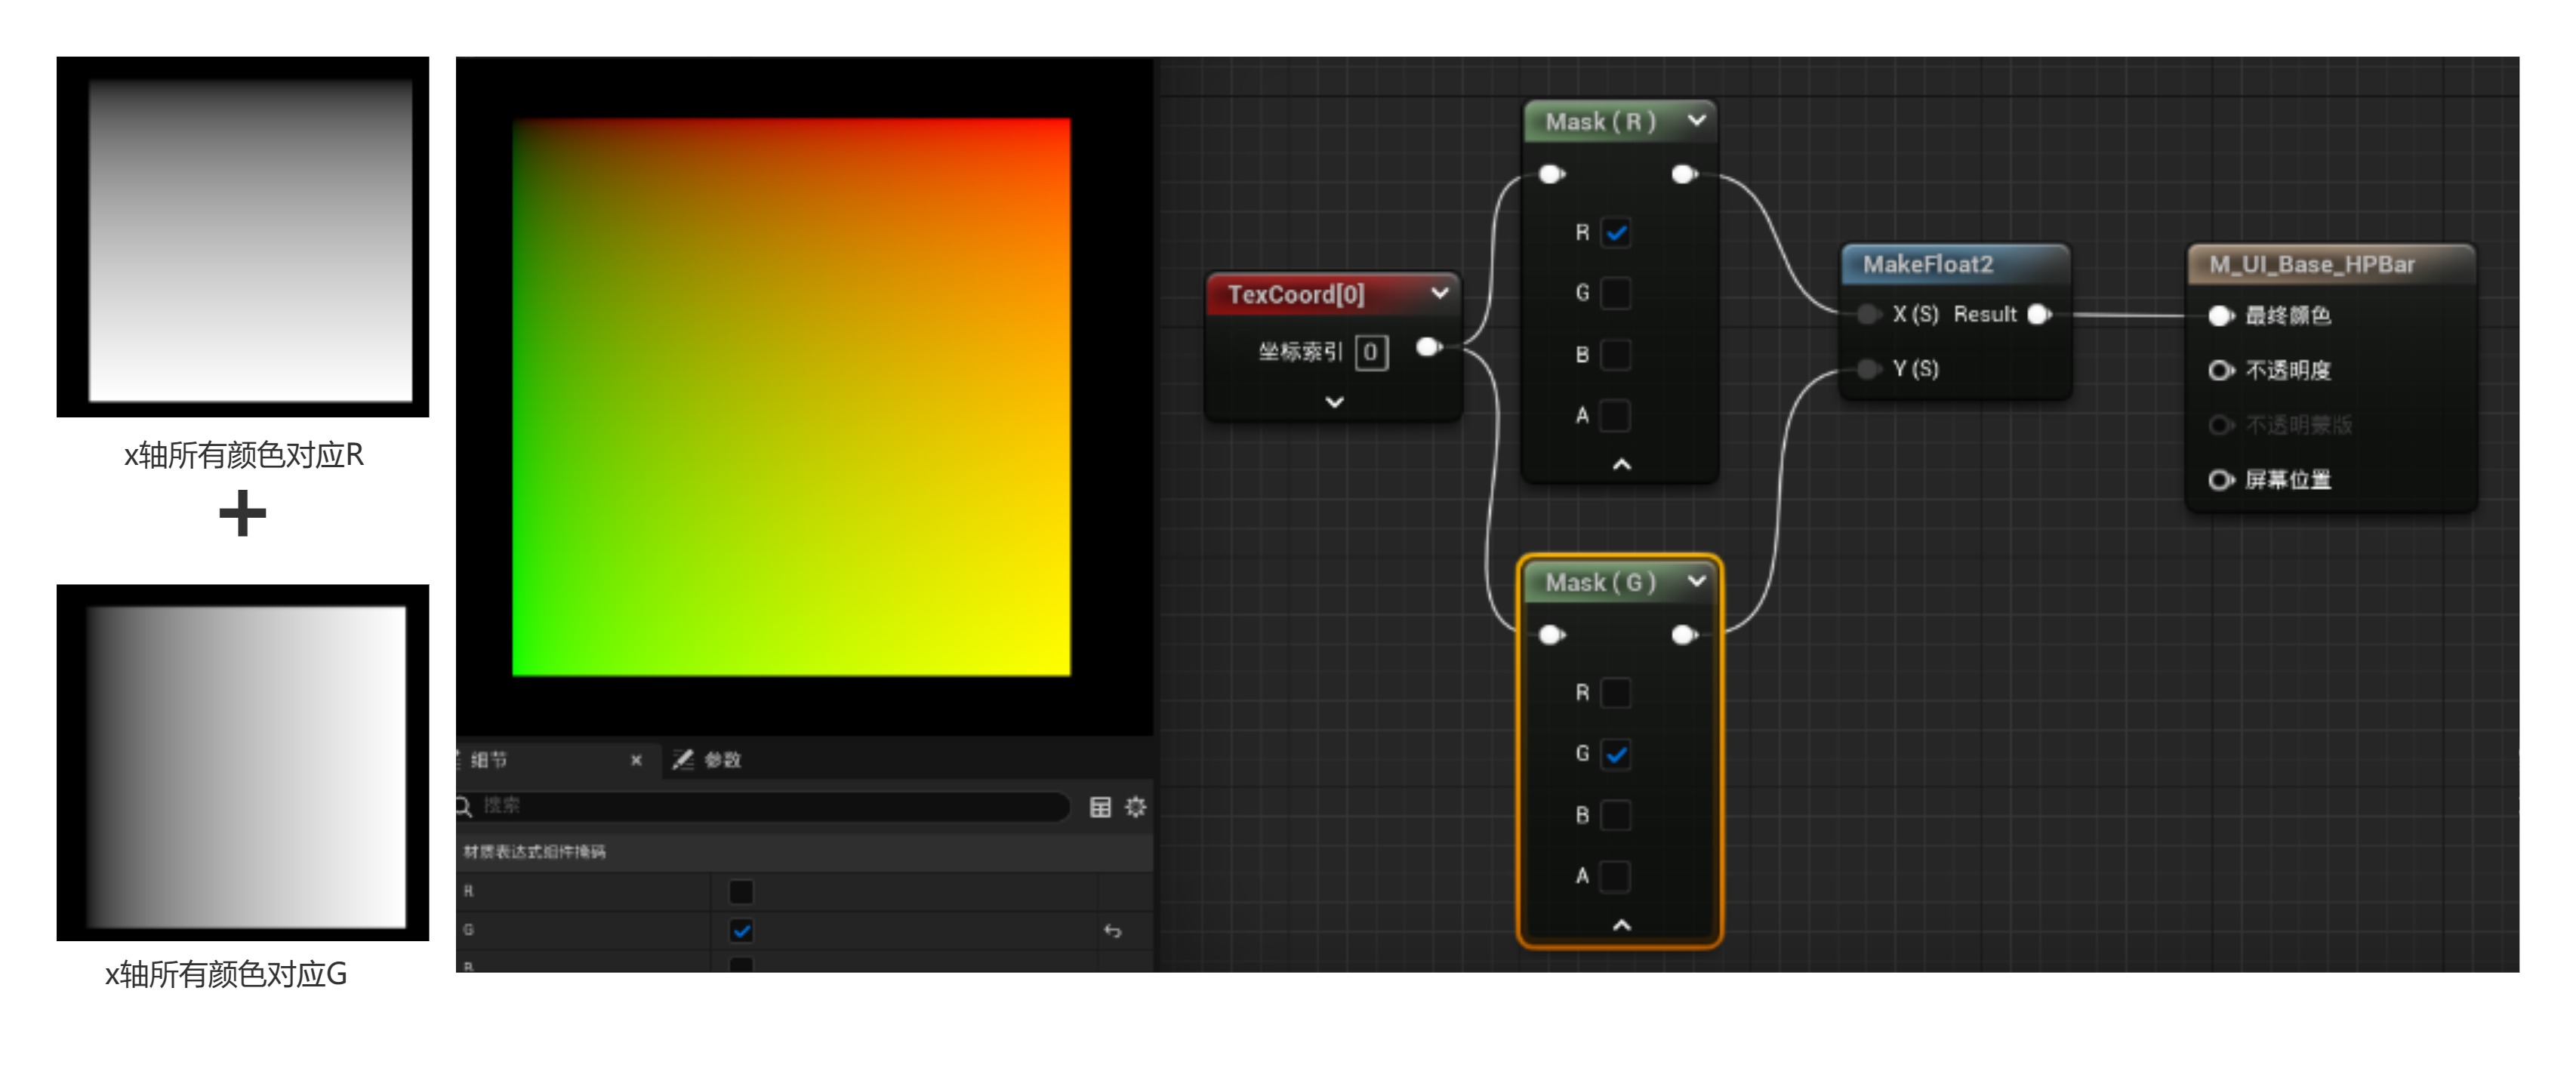 x轴所有颜色对应R
+
x轴所有颜色对应G
细节
参数
搜索
材质表达式组件掩码
R
G
B
TexCoord[0]
坐标索引 0
Mask ( R )
R
G
B
A
Mask ( G )
R
G
B
A
MakeFloat2
X (S) Result
Y (S)
M_UI_Base_HPBar
最终颜色
不透明度
不透明蒙版
屏幕位置